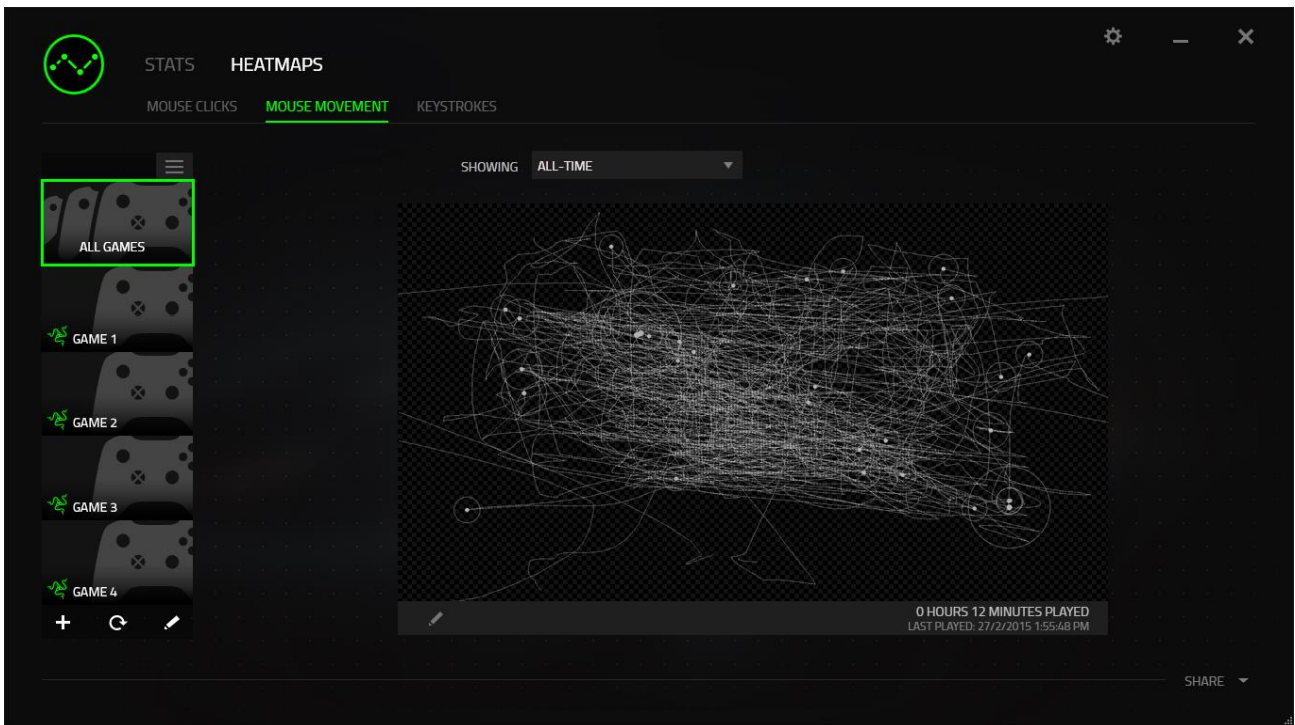 STATS HEATMAPS
MOUSE CLICKS MOUSE MOVEMENT KEYSTROKES
SHOWING ALL-TIME
ALL GAMES
GAME 1
GAME 2
GAME 3
GAME 4
0 HOURS 12 MINUTES PLAYED
LAST PLAYED: 27/2/2015 1:55:48 PM
SHARE